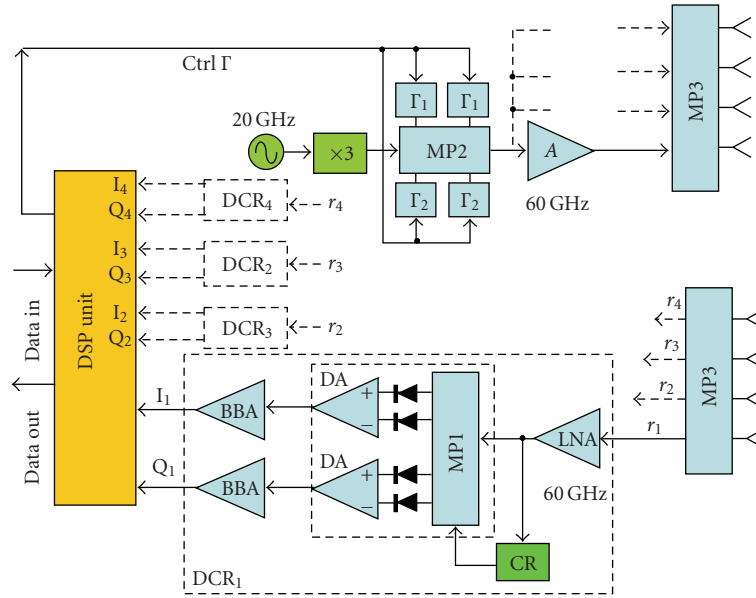 Ctrl Γ
Γ₁ Γ₁
MP3
20 GHz
×3
MP2
A
60 GHz
Γ₂ Γ₂
I₄
Q₄
DCR₄
r₄
I₃
Q₃
DCR₂
r₃
I₂
Q₂
DCR₃
r₂
DSP unit
Data in
Data out
r₄
r₃
r₂
r₁
MP3
I₁
BBA
DA
+
−
MP1
LNA
60 GHz
Q₁
BBA
DA
+
−
CR
DCR₁